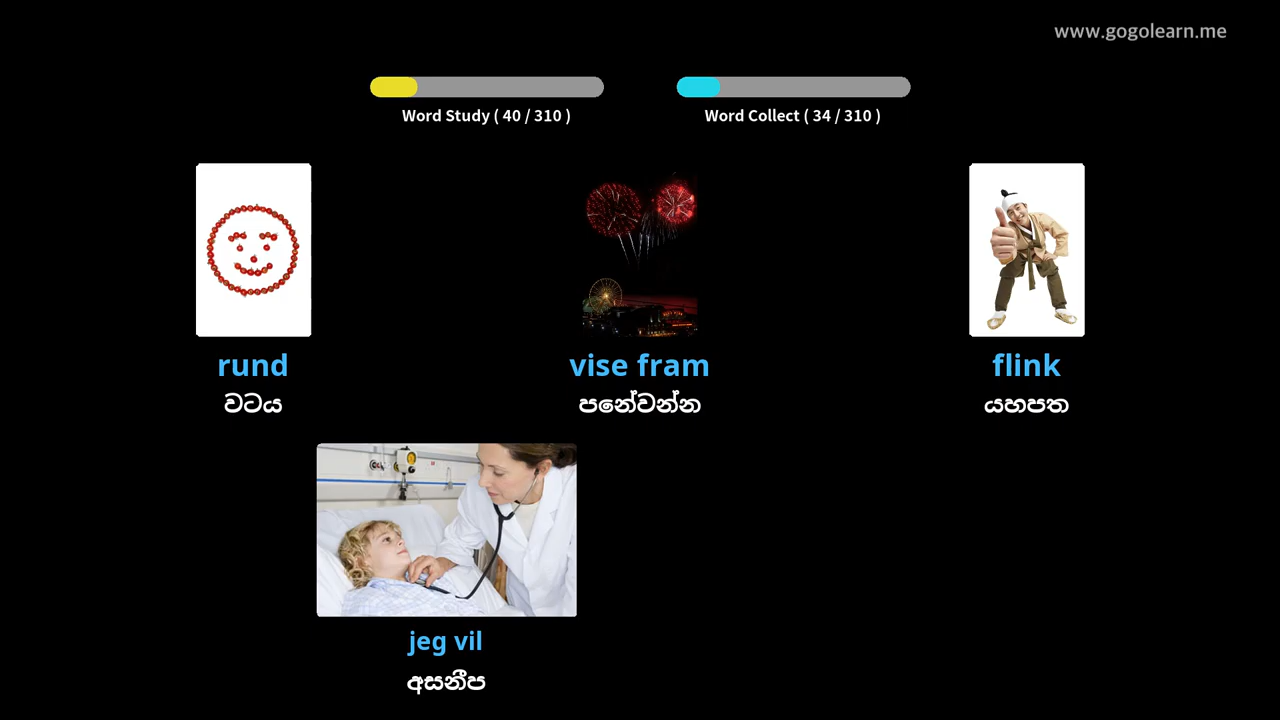 www.gogolearn.me
Word Study ( 40 / 310 )
Word Collect ( 34 / 310 )
rund
වටය
vise fram
පනේවන්න
flink
යහපත
jeg vil
අසනීප